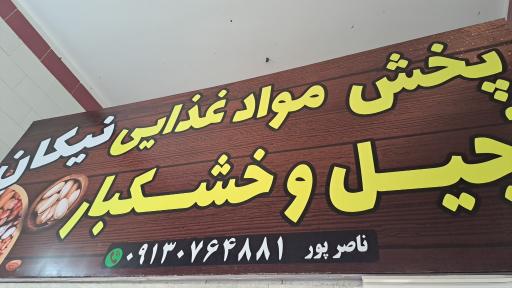 پخش مواد غذایی نیکان
جیل و خشکبار
ناصر پور ۰۹۱۳۰۷۶۴۸۸۱